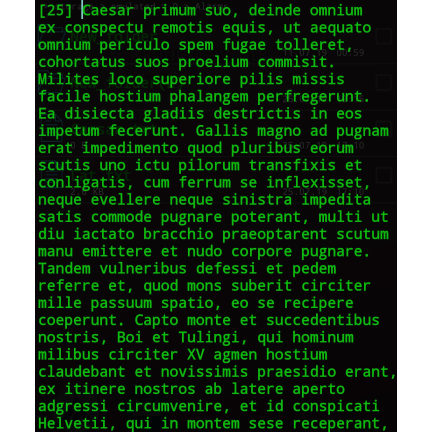 [25] Caesar primum suo, deinde omnium
ex conspectu remotis equis, ut aequato
omnium periculo spem fugae tolleret,
cohortatus suos proelium commisit.
Milites loco superiore pilis missis
facile hostium phalangem perfregerunt.
Ea disiecta gladiis destrictis in eos
impetum fecerunt. Gallis magno ad pugnam
erat impedimento quod pluribus eorum
scutis uno ictu pilorum transfixis et
conligatis, cum ferrum se inflexisset,
neque evellere neque sinistra impedita
satis commode pugnare poterant, multi ut
diu iactato bracchio praeoptarent scutum
manu emittere et nudo corpore pugnare.
Tandem vulneribus defessi et pedem
referre et, quod mons suberit circiter
mille passuum spatio, eo se recipere
coeperunt. Capto monte et succedentibus
nostris, Boi et Tulingi, qui hominum
milibus circiter XV agmen hostium
claudebant et novissimis praesidio erant,
ex itinere nostros ab latere aperto
adgressi circumvenire, et id conspicati
Helvetii, qui in montem sese receperant,